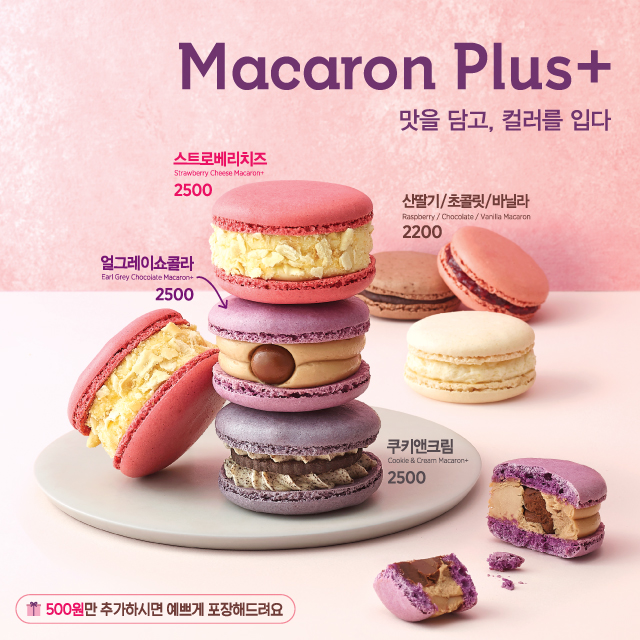 Macaron Plus+
맛을 담고, 컬러를 입다
스트로베리치즈
Strawberry Cheese Macaron+
2500
산딸기/초콜릿/바닐라
Raspberry / Chocolate / Vanilla Macaron
2200
얼그레이쇼콜라
Earl Grey Chocolate Macaron+
2500
쿠키앤크림
Cookie & Cream Macaron+
2500
500원만 추가하시면 예쁘게 포장해드려요